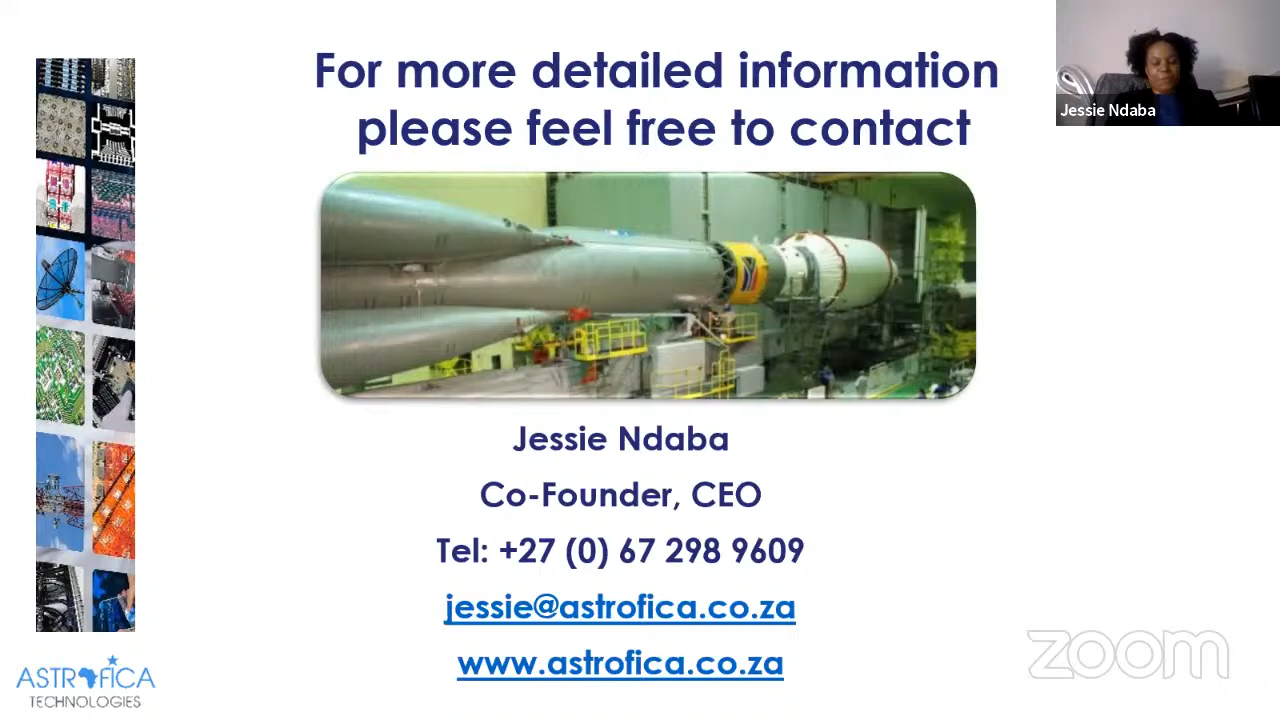 For more detailed information
please feel free to contact
Jessie Ndaba
Jessie Ndaba
Co-Founder, CEO
Tel: +27 (0) 67 298 9609
jessie@astrofica.co.za
www.astrofica.co.za
ASTROFICA
TECHNOLOGIES
zoom